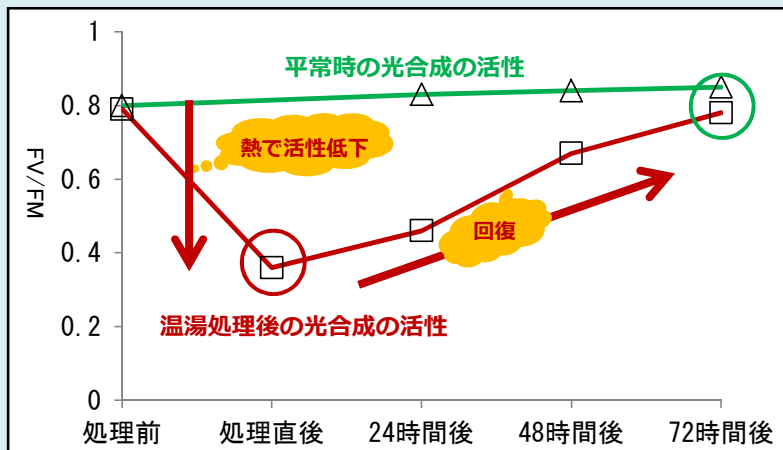 1
平常時の光合成の活性
0.8
熱で活性低下
0.6
FV/FM
回復
0.4
温湯処理後の光合成の活性
0.2
0
処理前 処理直後 24時間後 48時間後 72時間後